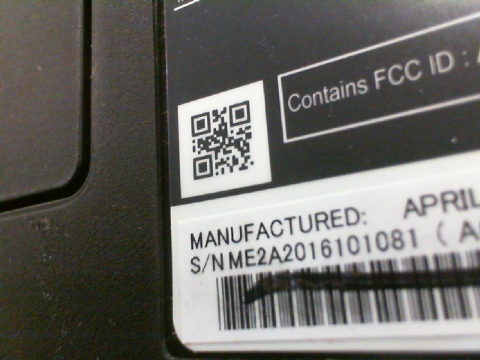 Contains FCC ID :
MANUFACTURED: APRIL
S/N ME2A2016101081 (